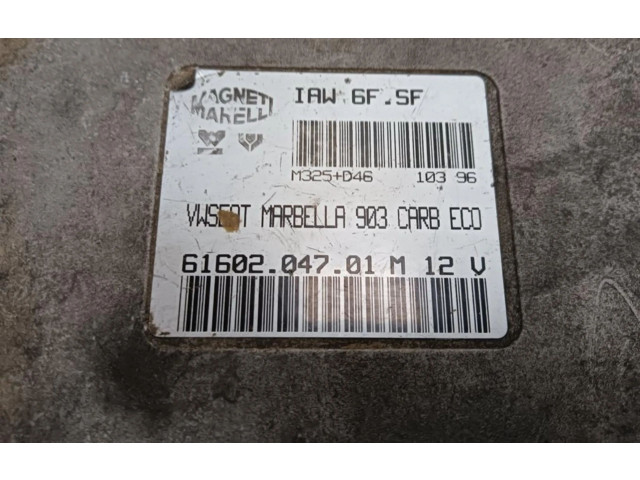 MAGNETI MARELLI
IAW 6F.SF
M325+D46 103 96
VWSEAT MARBELLA 903 CARB ECO
61602.047.01 M 12 V